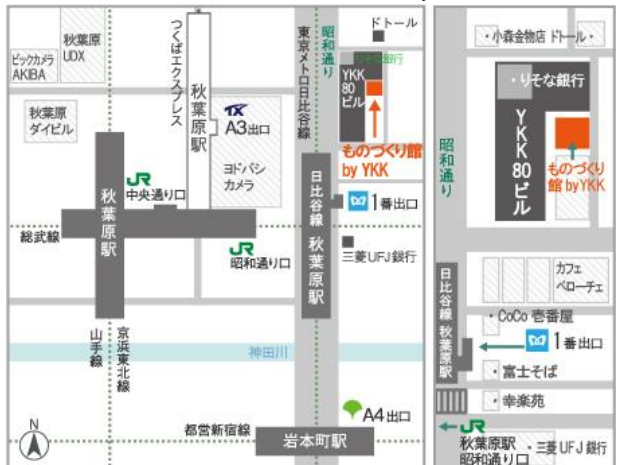 ドトール
秋葉原
UDX
ビックカメラ
AKIBA
つくばエクスプレス
秋葉原駅
東京メトロ日比谷線
昭和通り
りそな銀行
YKK
80
ビル
秋葉原
ダイビル
TX
A3出口
ヨドバシ
カメラ
ものづくり館
by YKK
JR
中央通り口
秋葉原駅
日比谷線 秋葉原駅
1番出口
総武線
JR
昭和通り口
三菱UFJ銀行
山手線
京浜東北線
神田川
A4出口
都営新宿線
岩本町駅
N
・小森金物店 ドトール・
・りそな銀行
YKK80ビル
昭和通り
ものづくり
館 by YKK
カフェ
ベローチェ
日比谷線 秋葉原駅
・CoCo 壱番屋
1番出口
・富士そば
・幸楽苑
JR
秋葉原駅
昭和通り口
・三菱UFJ銀行